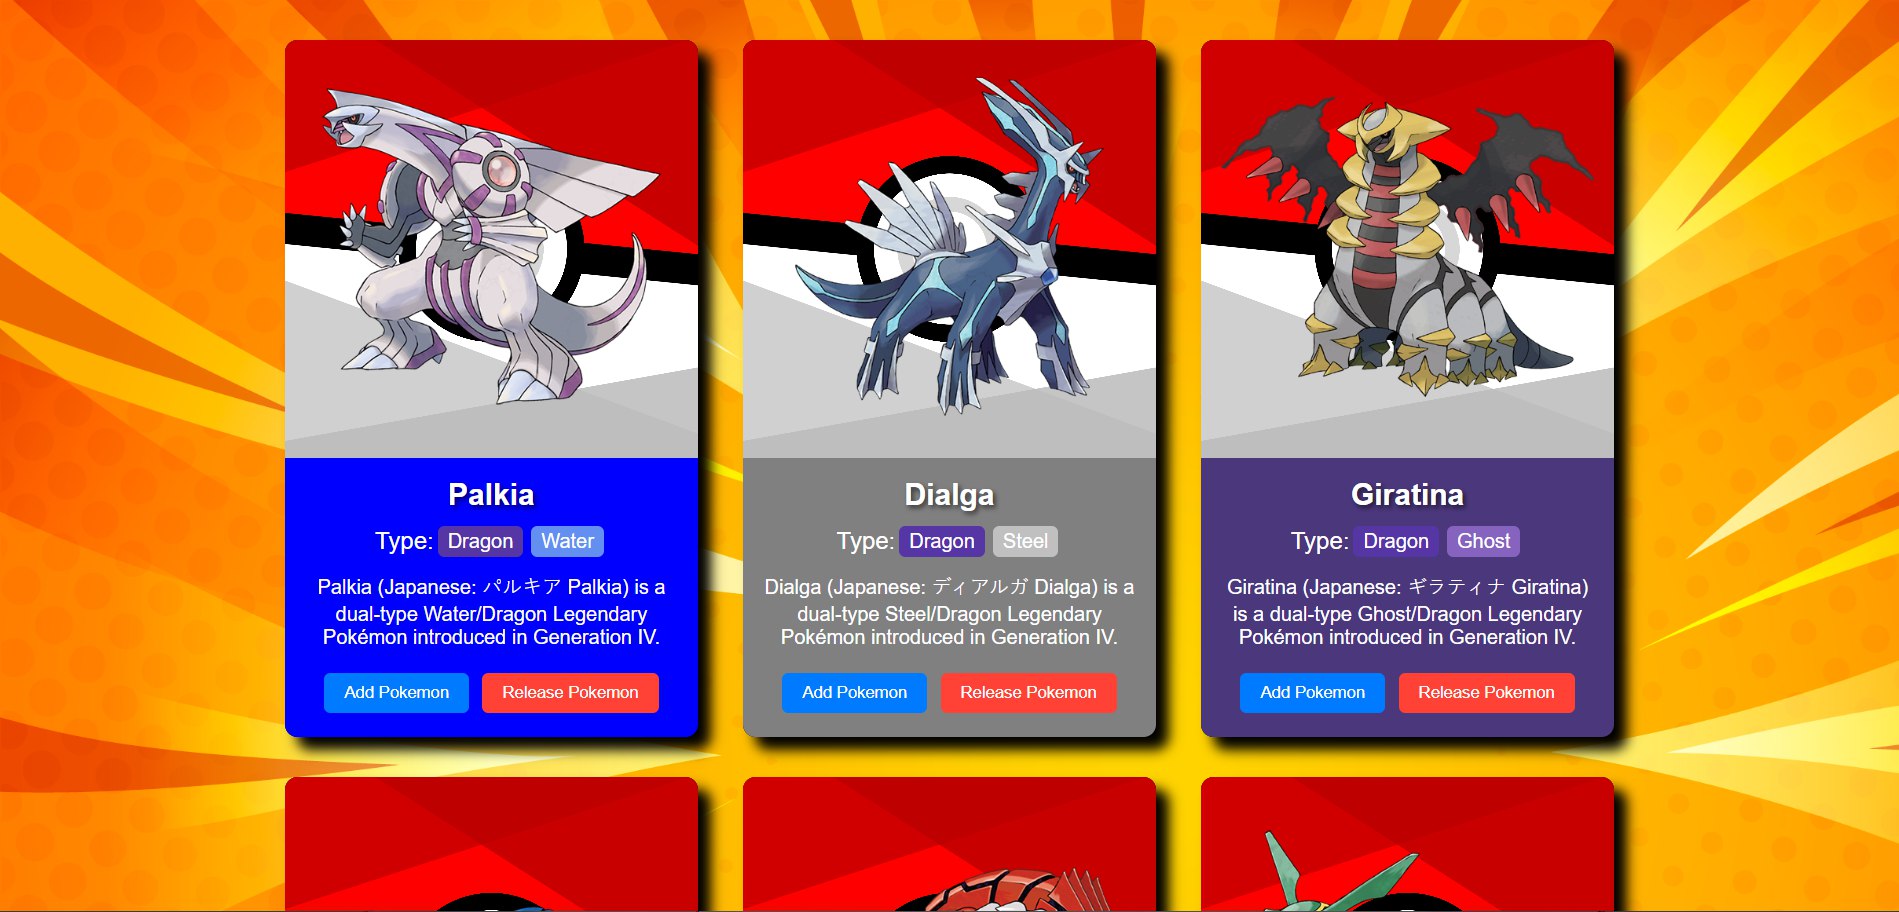 Palkia
Type: Dragon Water
Palkia (Japanese: パルキア Palkia) is a
dual-type Water/Dragon Legendary
Pokémon introduced in Generation IV.
Add Pokemon Release Pokemon
Dialga
Type: Dragon Steel
Dialga (Japanese: ディアルガ Dialga) is a
dual-type Steel/Dragon Legendary
Pokémon introduced in Generation IV.
Add Pokemon Release Pokemon
Giratina
Type: Dragon Ghost
Giratina (Japanese: ギラティナ Giratina)
is a dual-type Ghost/Dragon Legendary
Pokémon introduced in Generation IV.
Add Pokemon Release Pokemon